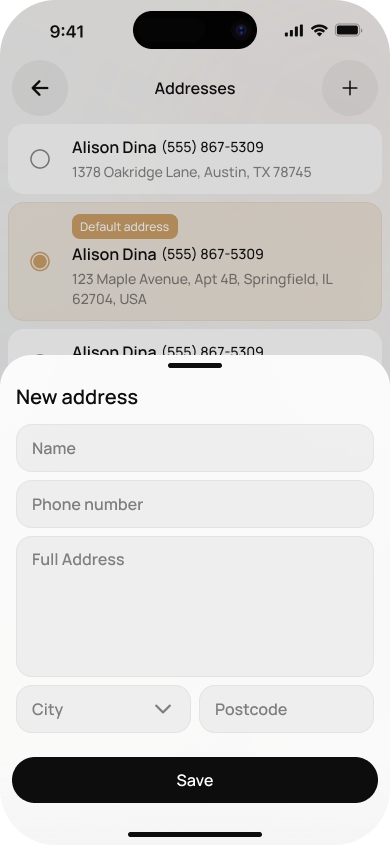 9:41
Addresses
Alison Dina (555) 867-5309
1378 Oakridge Lane, Austin, TX 78745
Default address
Alison Dina (555) 867-5309
123 Maple Avenue, Apt 4B, Springfield, IL
62704, USA
Alison Dina (555) 867-5309
New address
Name
Phone number
Full Address
City
Postcode
Save